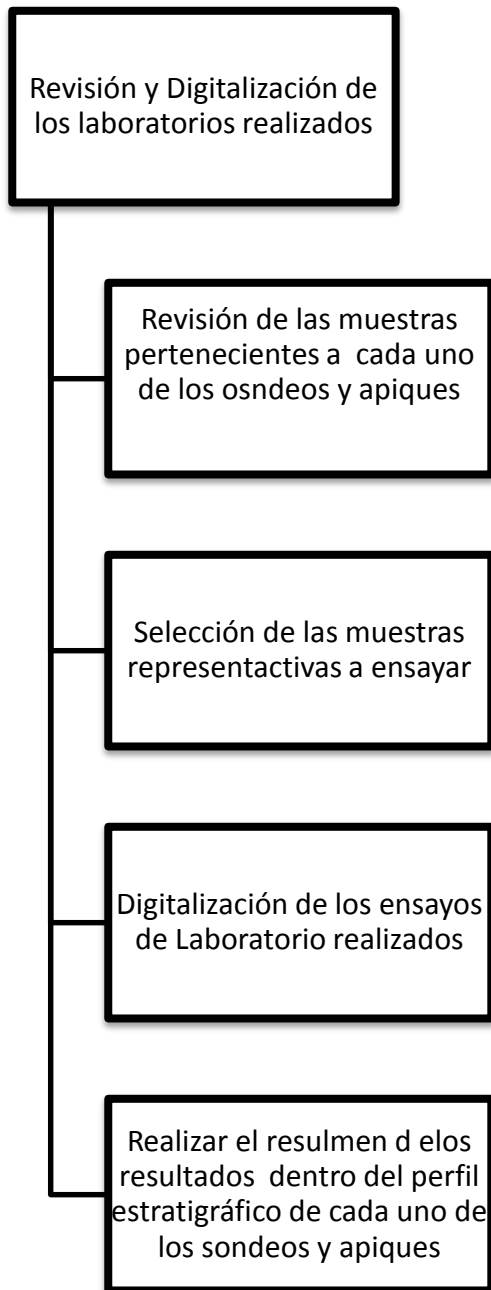 Revisión y Digitalización de
los laboratorios realizados
Revisión de las muestras
pertenecientes a  cada uno
de los osndeos y apiques
Selección de las muestras
representactivas a ensayar
Digitalización de los ensayos
de Laboratorio realizados
Realizar el resulmen d elos
resultados  dentro del perfil
estratigráfico de cada uno de
los sondeos y apiques